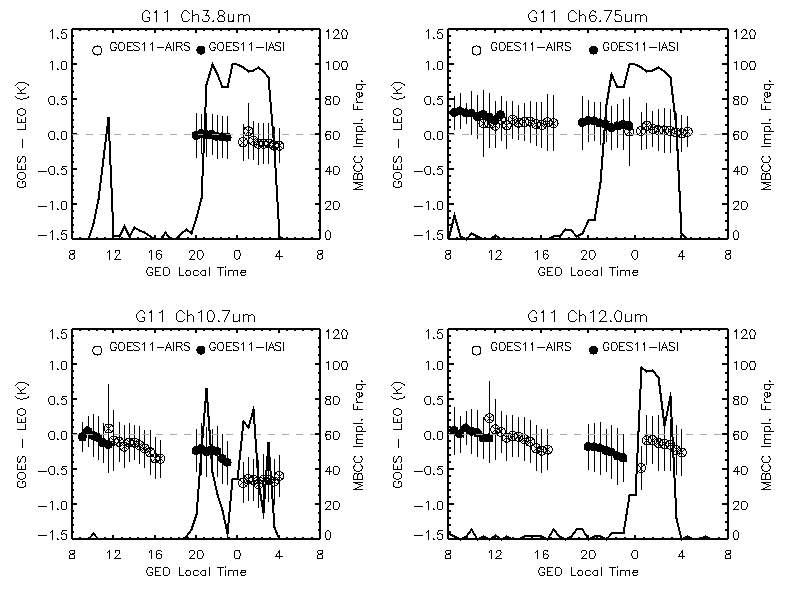 G11 Ch3.8um
GOES11-AIRS GOES11-IASI
1.5
1.0
0.5
0.0
-0.5
-1.0
-1.5
GOES - LEO (K)
120
100
80
60
40
20
0
MBCC Impl. Freq.
8 12 16 20 0 4 8
GEO Local Time
G11 Ch6.75um
GOES11-AIRS GOES11-IASI
1.5
1.0
0.5
0.0
-0.5
-1.0
-1.5
GOES - LEO (K)
120
100
80
60
40
20
0
MBCC Impl. Freq.
8 12 16 20 0 4 8
GEO Local Time
G11 Ch10.7um
GOES11-AIRS GOES11-IASI
1.5
1.0
0.5
0.0
-0.5
-1.0
-1.5
GOES - LEO (K)
120
100
80
60
40
20
0
MBCC Impl. Freq.
8 12 16 20 0 4 8
GEO Local Time
G11 Ch12.0um
GOES11-AIRS GOES11-IASI
1.5
1.0
0.5
0.0
-0.5
-1.0
-1.5
GOES - LEO (K)
120
100
80
60
40
20
0
MBCC Impl. Freq.
8 12 16 20 0 4 8
GEO Local Time